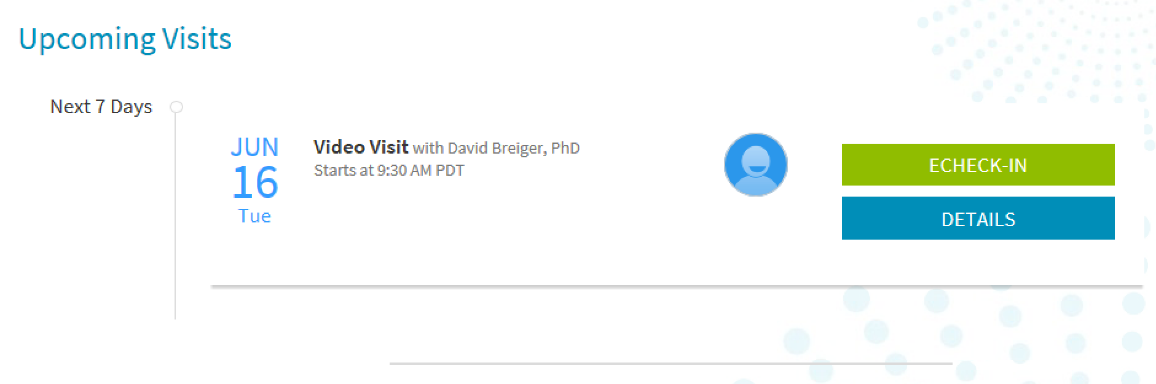 Upcoming Visits
Next 7 Days
JUN
16
Tue
Video Visit with David Breiger, PhD
Starts at 9:30 AM PDT
ECHECK-IN
DETAILS